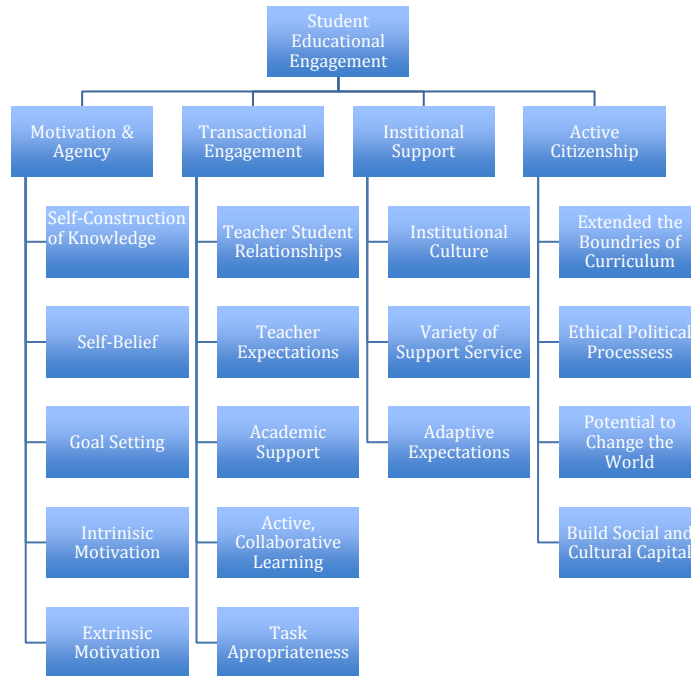 Student
Educational
Engagement
Motivation &
Agency
Transactional
Engagement
Institional
Support
Active
Citizenship
Self-Construction
of Knowledge
Self-Belief
Goal Setting
Intrinisic
Motivation
Extrinsic
Motivation
Teacher Student
Relationships
Teacher
Expectations
Academic
Support
Active,
Collaborative
Learning
Task
Apropriateness
Institutional
Culture
Variety of
Support Service
Adaptive
Expectations
Extended the
Boundries of
Curriculum
Ethical Political
Processess
Potential to
Change the
World
Build Social and
Cultural Capital